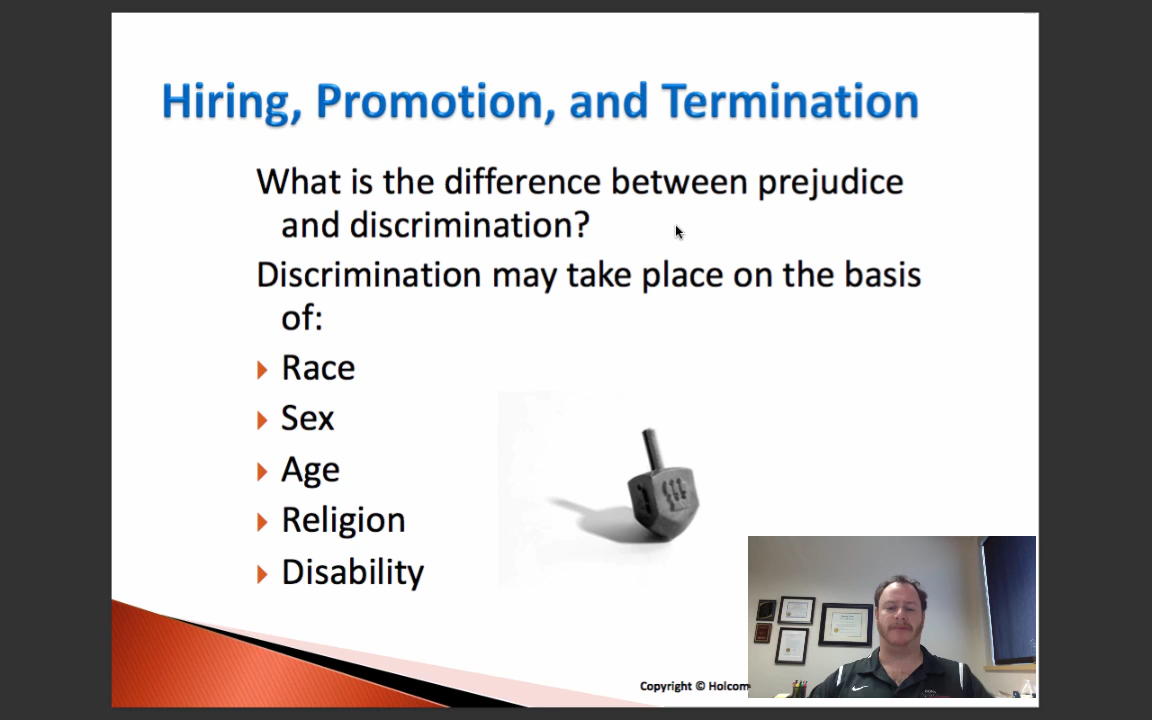 Hiring, Promotion, and Termination
What is the difference between prejudice
and discrimination?
Discrimination may take place on the basis
of:
Race
Sex
Age
Religion
Disability
Copyright © Holcom